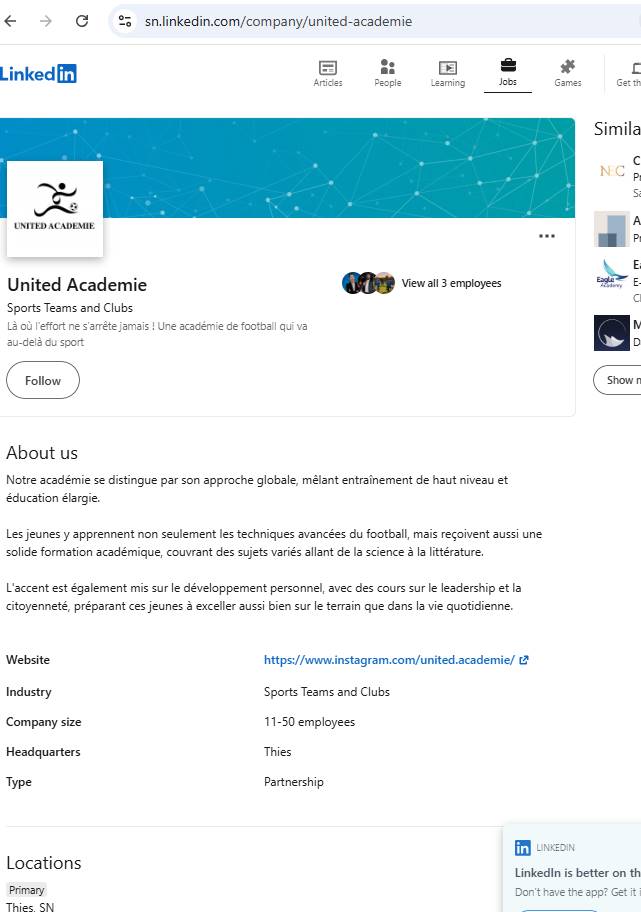 sn.linkedin.com/company/united-academie
Linked in
Articles
People
Learning
Jobs
Games
Get th
UNITED ACADEMIE
United Academie
Sports Teams and Clubs
Là où l'effort ne s'arrête jamais ! Une académie de football qui va
au-delà du sport
View all 3 employees
Follow
Simila
NEC
C
Pr
Sa
A
Pr
Eagle
Academy
Ea
E-
Cl
M
D
Show m
About us
Notre académie se distingue par son approche globale, mêlant entraînement de haut niveau et
éducation élargie.
Les jeunes y apprennent non seulement les techniques avancées du football, mais reçoivent aussi une
solide formation académique, couvrant des sujets variés allant de la science à la littérature.
L'accent est également mis sur le développement personnel, avec des cours sur le leadership et la
citoyenneté, préparant ces jeunes à exceller aussi bien sur le terrain que dans la vie quotidienne.
Website https://www.instagram.com/united.academie/
Industry Sports Teams and Clubs
Company size 11-50 employees
Headquarters Thies
Type Partnership
Locations
Primary
Thies, SN
in LINKEDIN
LinkedIn is better on th
Don't have the app? Get it i